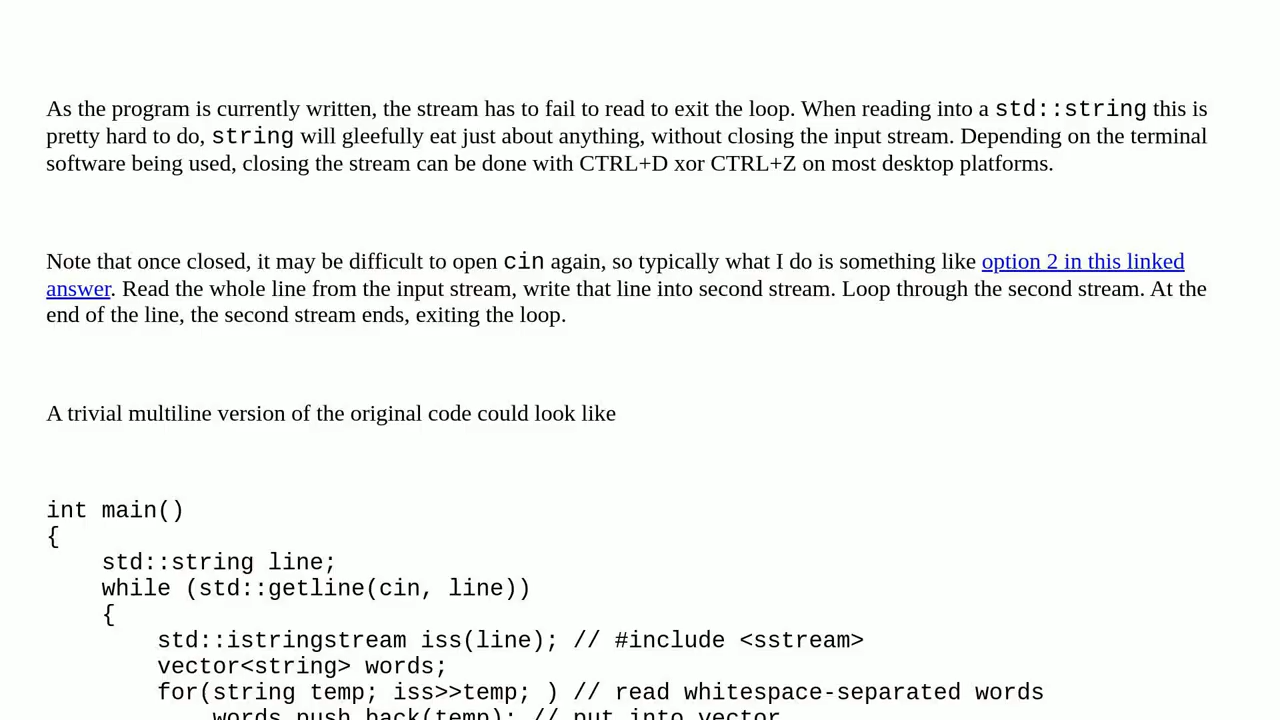 As the program is currently written, the stream has to fail to read to exit the loop. When reading into a std::string this is
pretty hard to do, string will gleefully eat just about anything, without closing the input stream. Depending on the terminal
software being used, closing the stream can be done with CTRL+D xor CTRL+Z on most desktop platforms.
Note that once closed, it may be difficult to open cin again, so typically what I do is something like option 2 in this linked
answer. Read the whole line from the input stream, write that line into second stream. Loop through the second stream. At the
end of the line, the second stream ends, exiting the loop.
A trivial multiline version of the original code could look like
int main()
{
    std::string line;
    while (std::getline(cin, line))
    {
        std::istringstream iss(line); // #include <sstream>
        vector<string> words;
        for(string temp; iss>>temp; ) // read whitespace-separated words
            words.push_back(temp); // put into vector